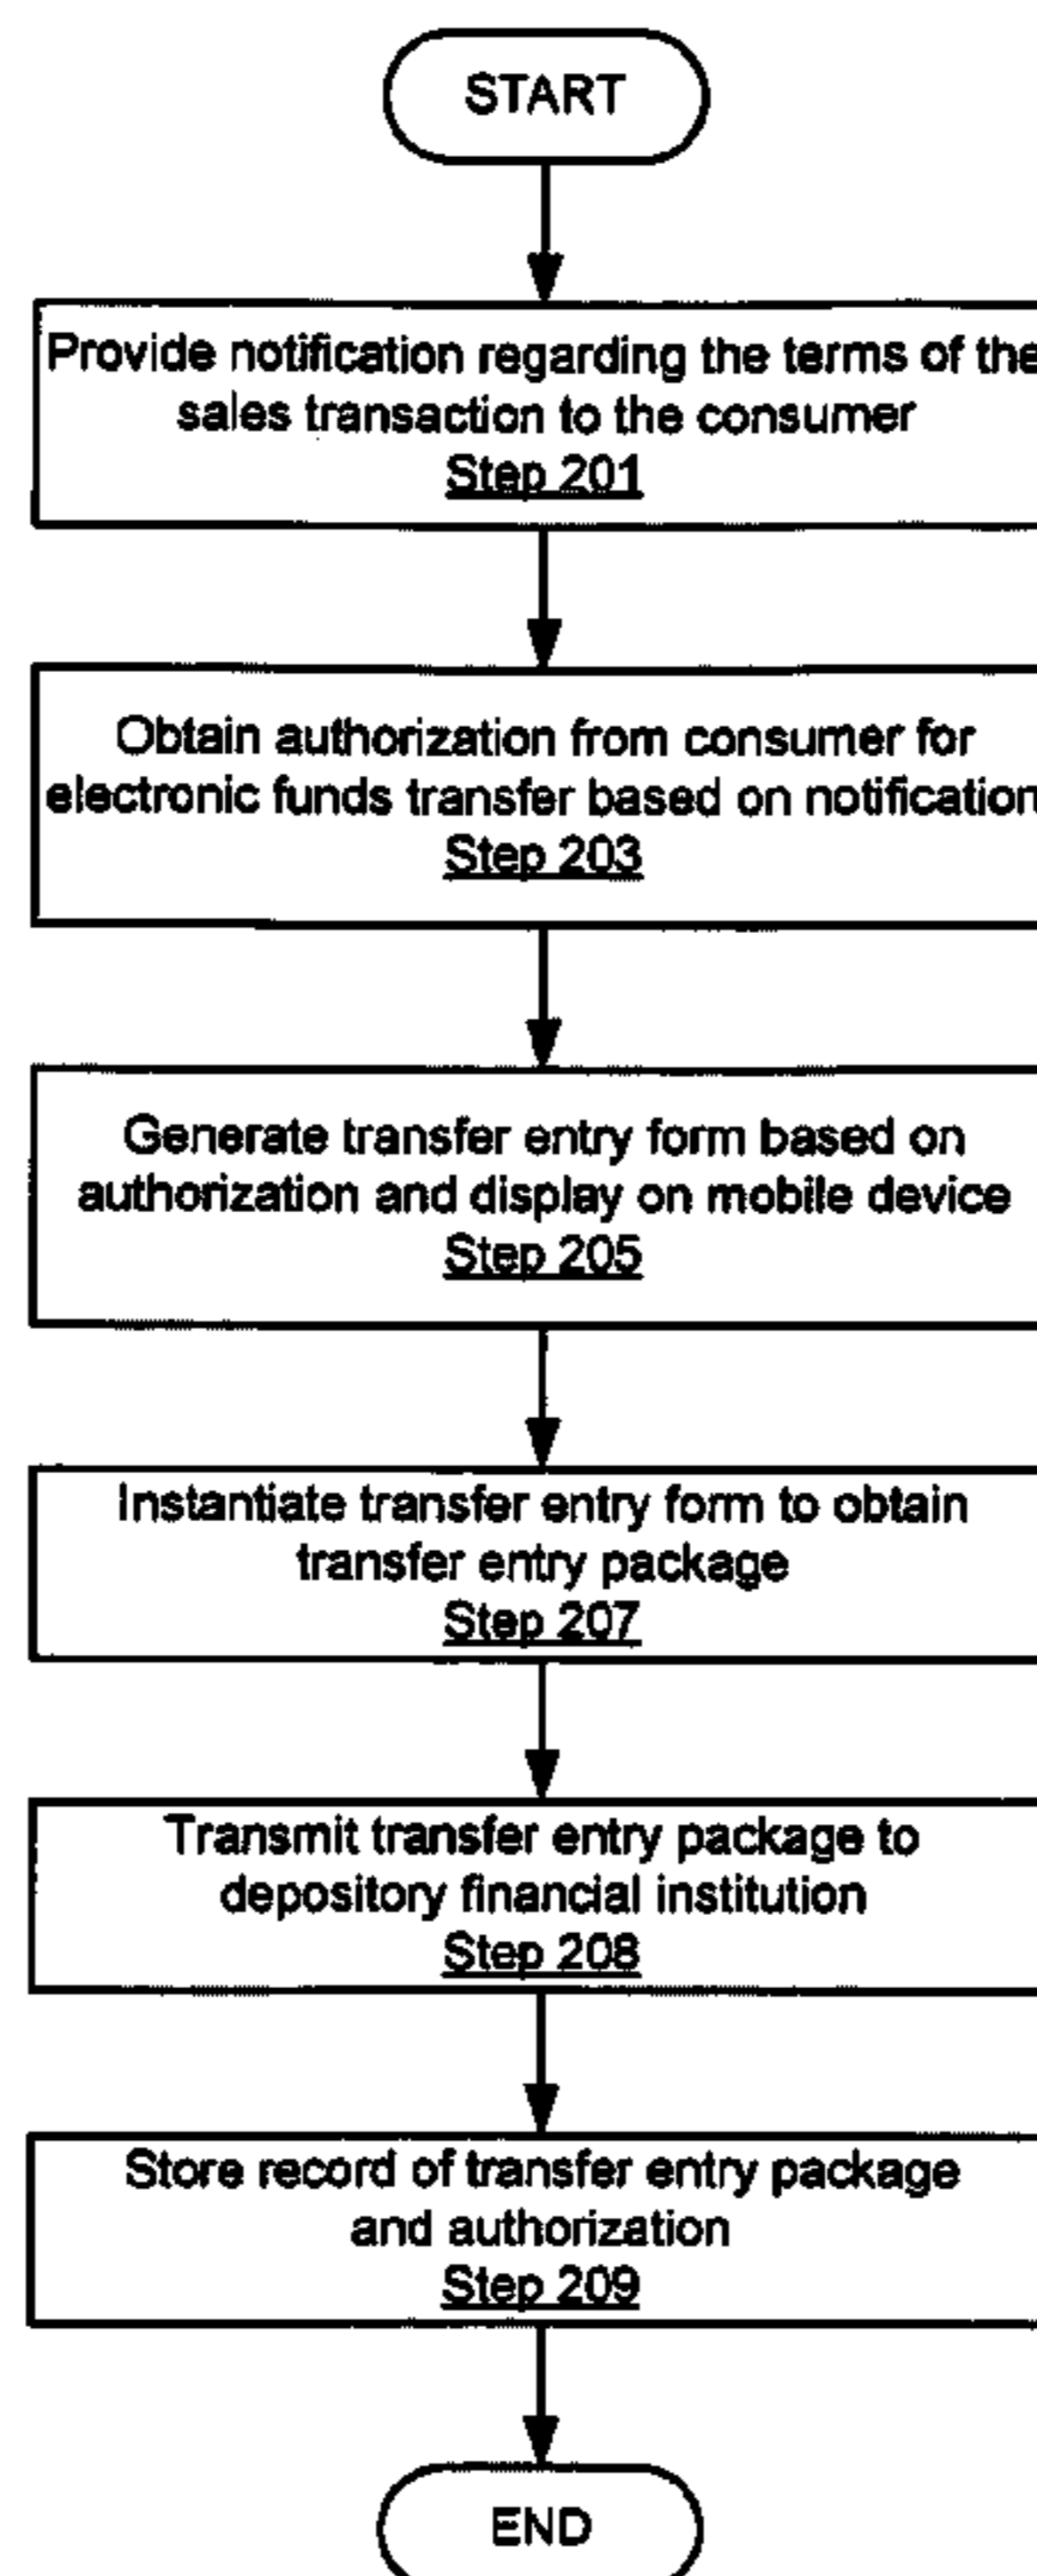 START
Provide notification regarding the terms of the
sales transaction to the consumer
Step 201
Obtain authorization from consumer for
electronic funds transfer based on notification
Step 203
Generate transfer entry form based on
authorization and display on mobile device
Step 205
Instantiate transfer entry form to obtain
transfer entry package
Step 207
Transmit transfer entry package to
depository financial institution
Step 208
Store record of transfer entry package
and authorization
Step 209
END